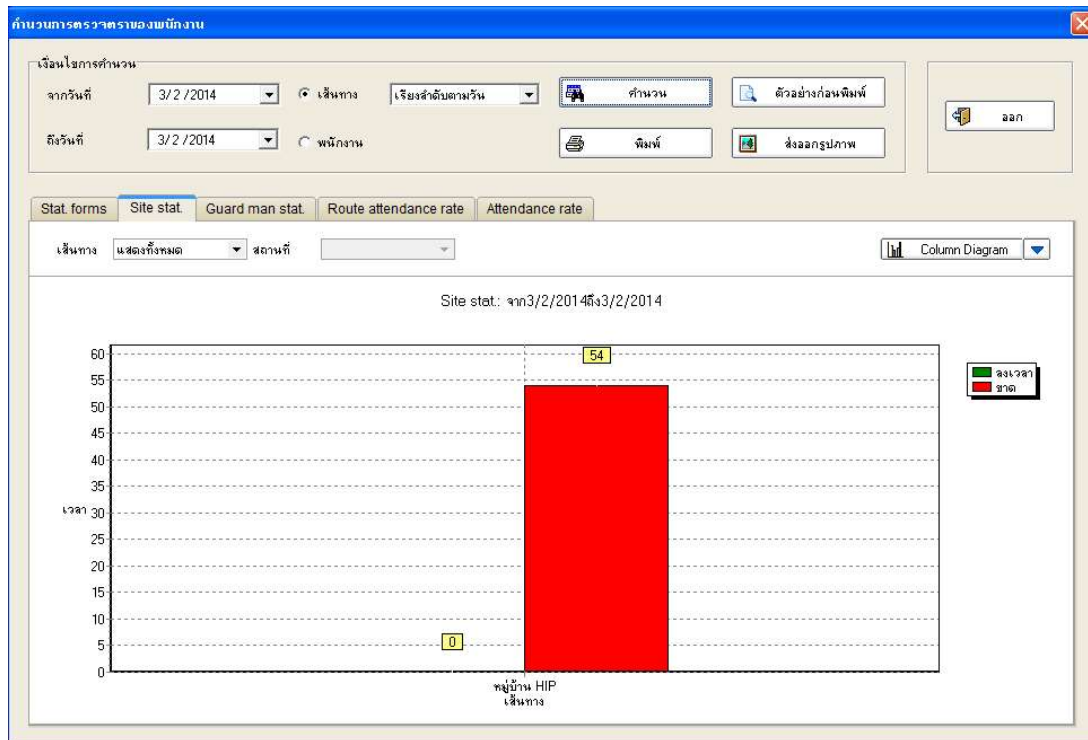 คำนวนการตรวจตราของพนักงาน
เงื่อนไขการคำนวน
จากวันที่ 3/ 2 /2014 เส้นทาง เรียงลำดับตามวัน คำนวน ตัวอย่างก่อนพิมพ์ ออก
ถึงวันที่ 3/ 2 /2014 พนักงาน พิมพ์ ส่งออกรูปภาพ
Stat. forms Site stat. Guard man stat. Route attendance rate Attendance rate
เส้นทาง แสดงทั้งหมด สถานที่ Column Diagram
Site stat.: จาก3/2/2014ถึง3/2/2014
60
55
50
45
40
35
30
25
20
15
10
5
0
เวลา
54
0
ลงเวลา
ขาด
หมู่บ้าน HIP
เส้นทาง